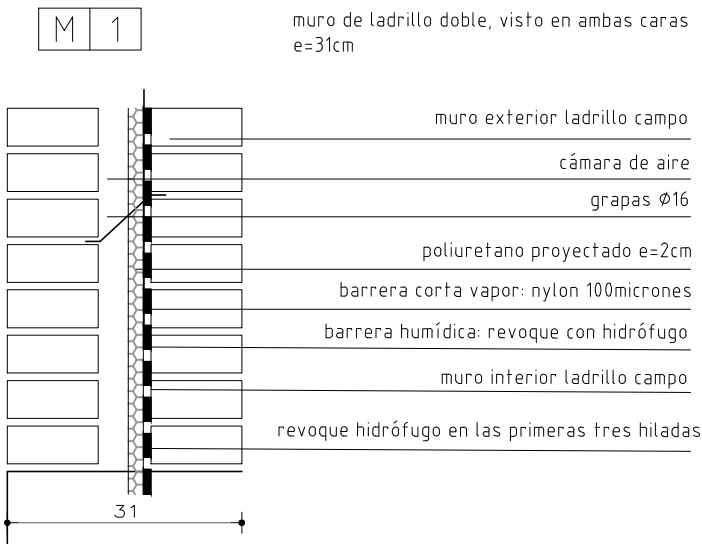 M 1
muro de ladrillo doble, visto en ambas caras
e=31cm
muro exterior ladrillo campo
cámara de aire
grapas Ø16
poliuretano proyectado e=2cm
barrera corta vapor: nylon 100micrones
barrera humídica: revoque con hidrófugo
muro interior ladrillo campo
revoque hidrófugo en las primeras tres hiladas
31